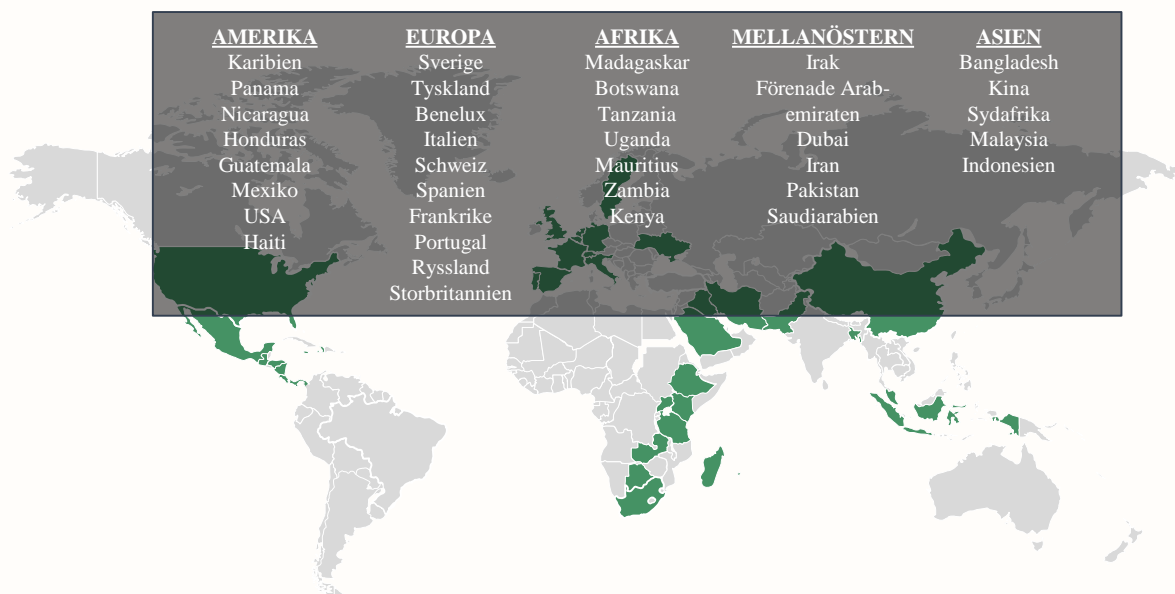 AMERIKA
Karibien
Panama
Nicaragua
Honduras
Guatemala
Mexiko
USA
Haiti
EUROPA
Sverige
Tyskland
Benelux
Italien
Schweiz
Spanien
Frankrike
Portugal
Ryssland
Storbritannien
AFRIKA
Madagaskar
Botswana
Tanzania
Uganda
Mauritius
Zambia
Kenya
MELLANÖSTERN
Irak
Förenade Arab-
emiraten
Dubai
Iran
Pakistan
Saudiarabien
ASIEN
Bangladesh
Kina
Sydafrika
Malaysia
Indonesien